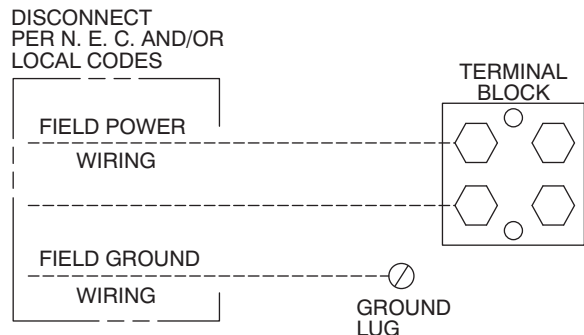 DISCONNECT
PER N. E. C. AND/OR
LOCAL CODES
TERMINAL
BLOCK
FIELD POWER
WIRING
FIELD GROUND
WIRING
GROUND
LUG